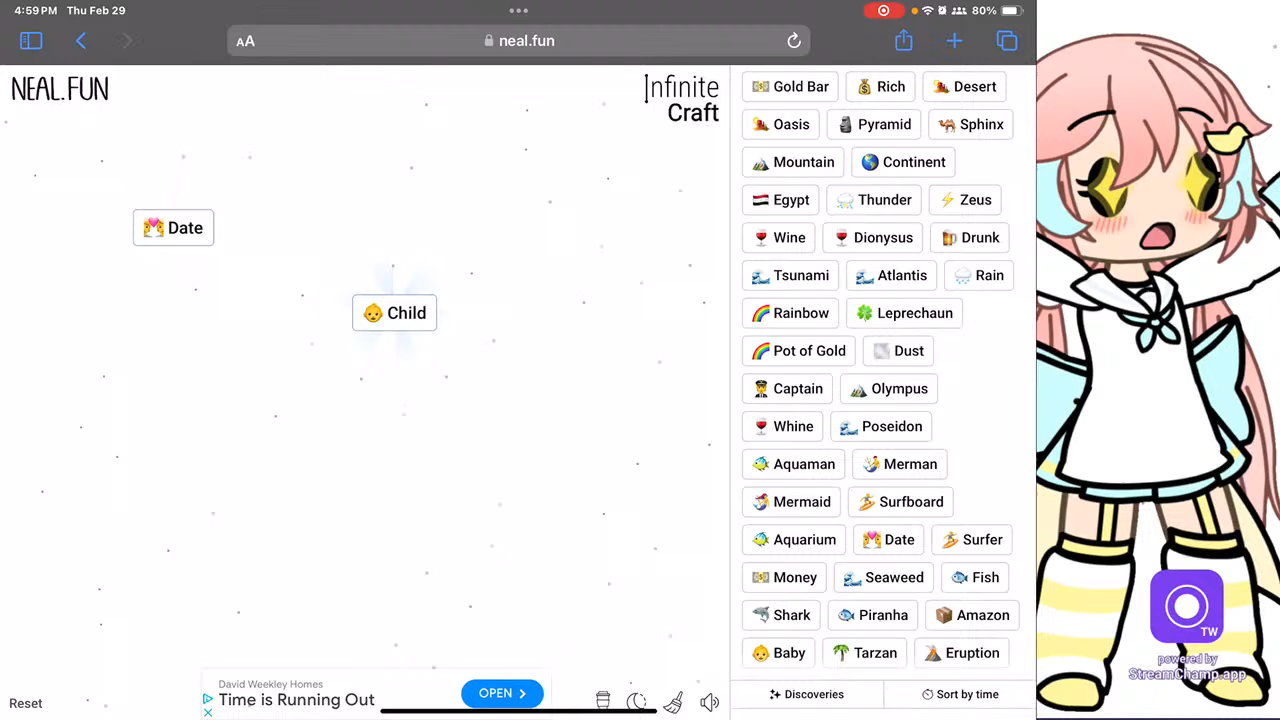 4:59 PM Thu Feb 29
80%
AA
neal.fun
NEAL.FUN
Infinite
Craft
Date
Child
Gold Bar
Rich
Desert
Oasis
Pyramid
Sphinx
Mountain
Continent
Egypt
Thunder
Zeus
Wine
Dionysus
Drunk
Tsunami
Atlantis
Rain
Rainbow
Leprechaun
Pot of Gold
Dust
Captain
Olympus
Whine
Poseidon
Aquaman
Merman
Mermaid
Surfboard
Aquarium
Date
Surfer
Money
Seaweed
Fish
Shark
Piranha
Amazon
Baby
Tarzan
Eruption
Discoveries
Sort by time
Reset
David Weekley Homes
Time is Running Out
OPEN
TW
powered by
StreamChamp.app